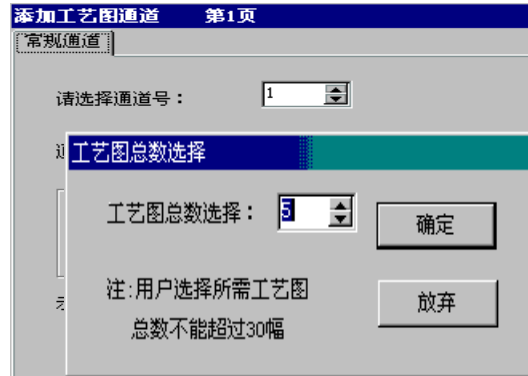 添加工艺图通道 第1页
常规通道
请选择通道号： 1
工艺图总数选择
工艺图总数选择： 5
确定
注:用户选择所需工艺图
总数不能超过30幅
放弃